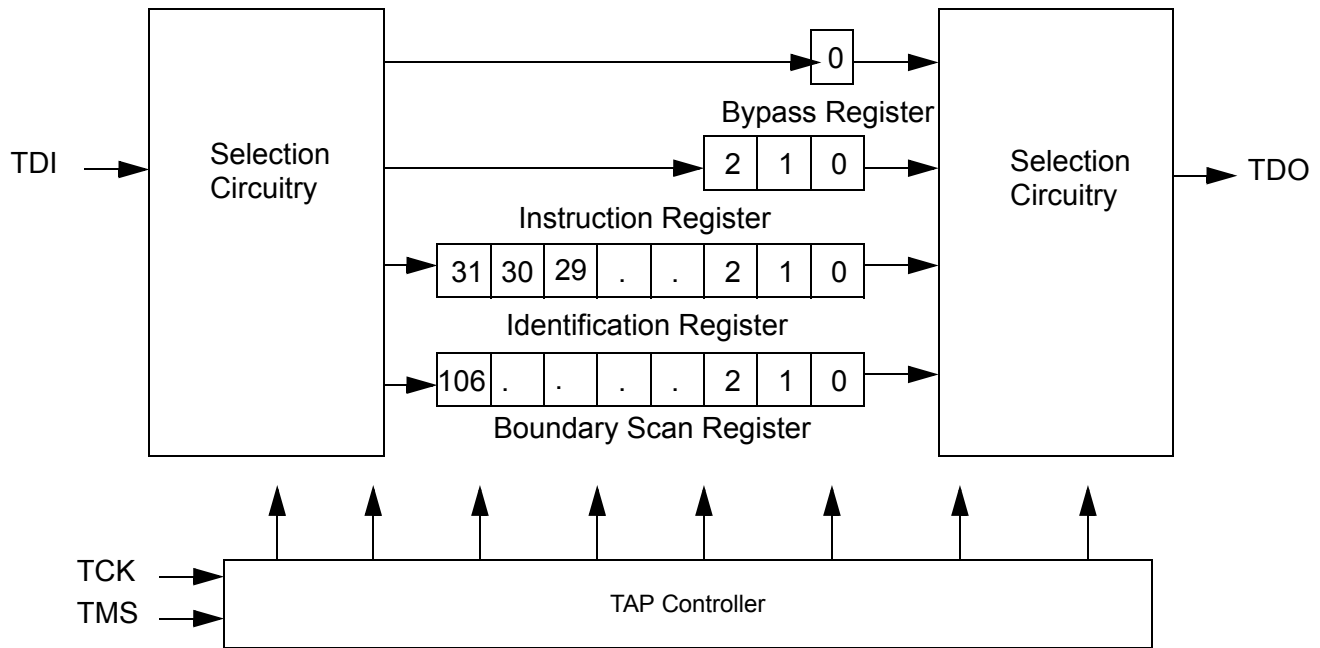 0
Bypass Register
TDI
Selection
Circuitry
2 1 0
Selection
Circuitry
TDO
Instruction Register
31 30 29 . . 2 1 0
Identification Register
106 . . . . 2 1 0
Boundary Scan Register
TCK
TMS
TAP Controller